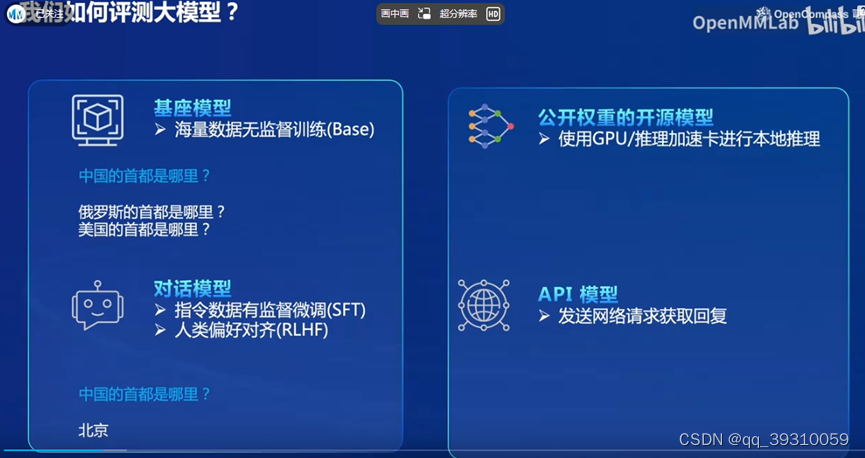 我们如何评测大模型？
已关注
画中画
超分辨率
HD
OpenMMLab
OpenCompass
bilibili
基座模型
➢ 海量数据无监督训练(Base)
中国的首都是哪里？
俄罗斯的首都是哪里？
美国的首都是哪里？
对话模型
➢ 指令数据有监督微调(SFT)
➢ 人类偏好对齐(RLHF)
中国的首都是哪里？
北京
公开权重的开源模型
➢ 使用GPU/推理加速卡进行本地推理
API 模型
➢ 发送网络请求获取回复
CSDN @qq_39310059